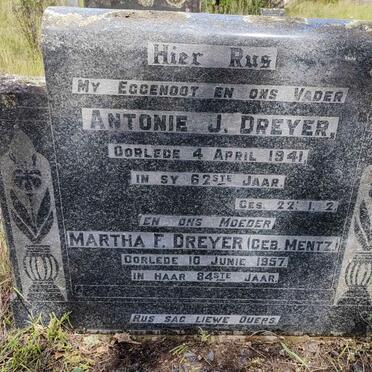 Hier Rus
My Eggenoot en ons Vader
Antonie J. Dreyer,
Oorlede 4 April 1941
in sy 62ste Jaar.
Ges. 22: 1. 2
en ons Moeder
Martha F. Dreyer (Geb. Mentz.)
Oorlede 10 Junie 1957
in haar 84ste Jaar.
Rus sag liewe Ouers